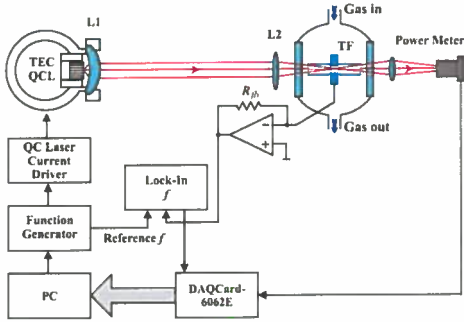 L1
Gas in
TEC
QCL
L2
TF
Power Meter
Gas out
QC Laser
Current
Driver
Lock-In
f
Function
Generator
Reference f
PC
DAQCard-
6062E